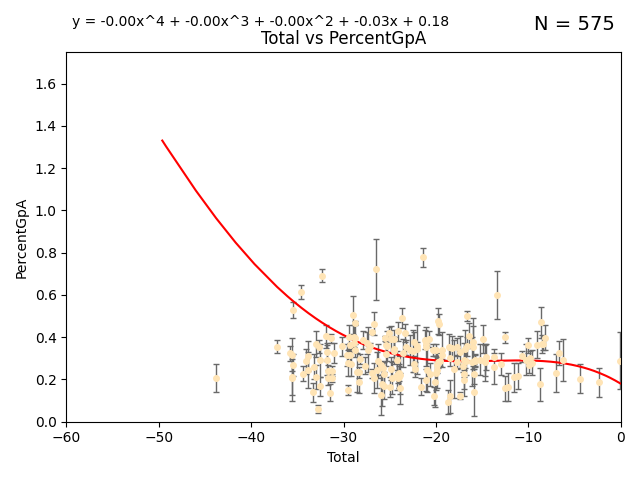 y = -0.00x^4 + -0.00x^3 + -0.00x^2 + -0.03x + 0.18
N = 575
Total vs PercentGpA
1.6
1.4
1.2
1.0
0.8
0.6
0.4
0.2
0.0
PercentGpA
−60 −50 −40 −30 −20 −10 0
Total